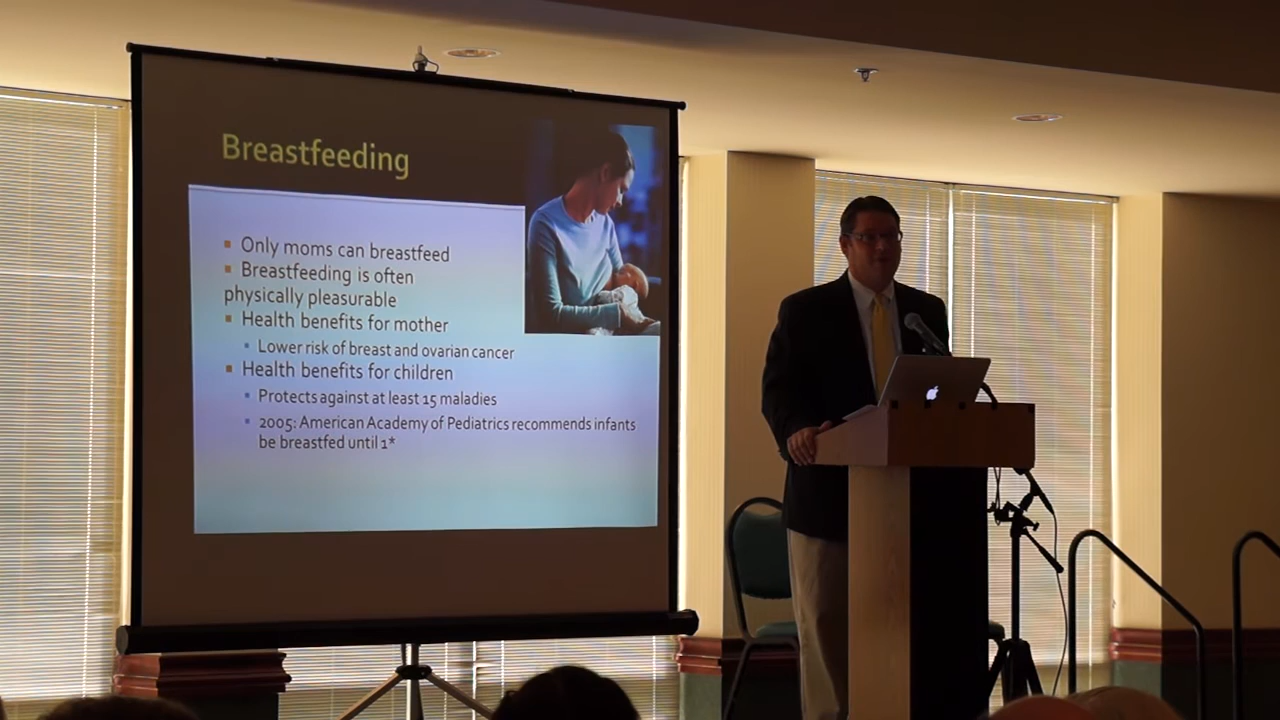 Breastfeeding
▪ Only moms can breastfeed
▪ Breastfeeding is often
physically pleasurable
▪ Health benefits for mother
▪ Lower risk of breast and ovarian cancer
▪ Health benefits for children
▪ Protects against at least 15 maladies
▪ 2005: American Academy of Pediatrics recommends infants
be breastfed until 1*